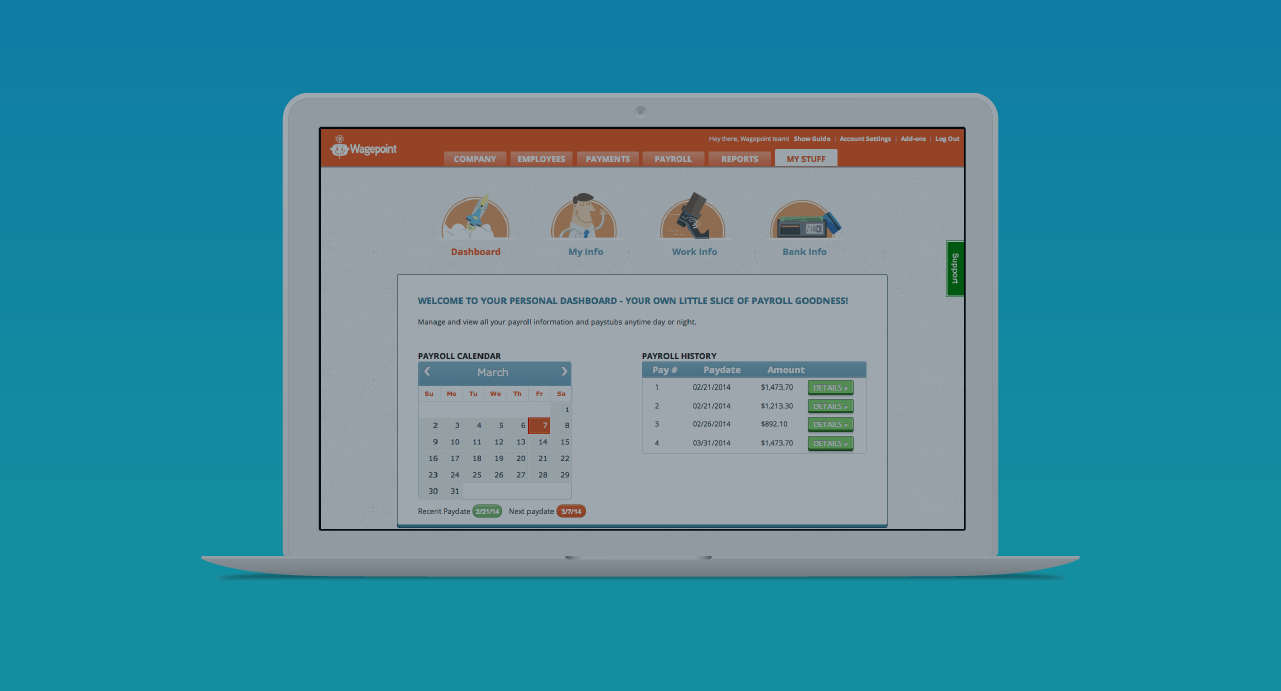 Hey there, Wagepoint team! Show Guide | Account Settings | Add-ons | Log Out
Wagepoint
COMPANY EMPLOYEES PAYMENTS PAYROLL REPORTS MY STUFF
Dashboard My Info Work Info Bank Info
Support
WELCOME TO YOUR PERSONAL DASHBOARD - YOUR OWN LITTLE SLICE OF PAYROLL GOODNESS!
Manage and view all your payroll information and paystubs anytime day or night.
PAYROLL CALENDAR
March
Su Mo Tu We Th Fr Sa
1
2 3 4 5 6 7 8
9 10 11 12 13 14 15
16 17 18 19 20 21 22
23 24 25 26 27 28 29
30 31
Recent Paydate 2/21/14 Next paydate 3/7/14
PAYROLL HISTORY
Pay # Paydate Amount
1 02/21/2014 $1,473.70 DETAILS »
2 02/21/2014 $1,213.30 DETAILS »
3 02/26/2014 $892.10 DETAILS »
4 03/31/2014 $1,473.70 DETAILS »